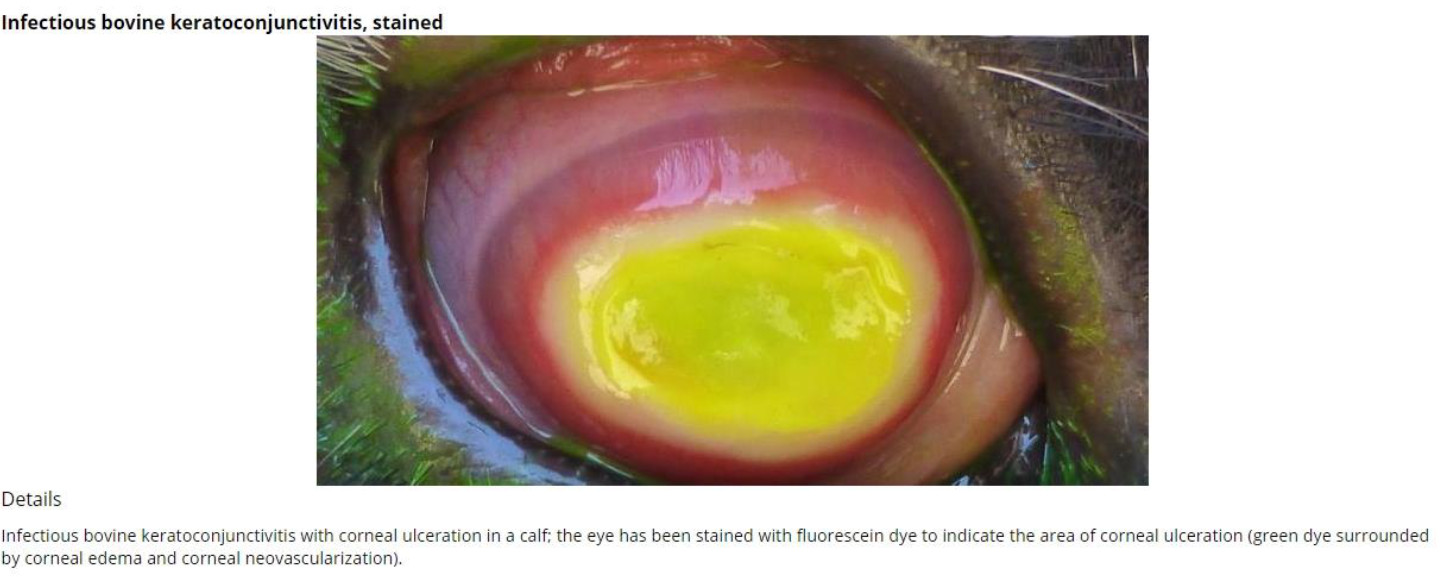 Infectious bovine keratoconjunctivitis, stained
Details
Infectious bovine keratoconjunctivitis with corneal ulceration in a calf; the eye has been stained with fluorescein dye to indicate the area of corneal ulceration (green dye surrounded
by corneal edema and corneal neovascularization).